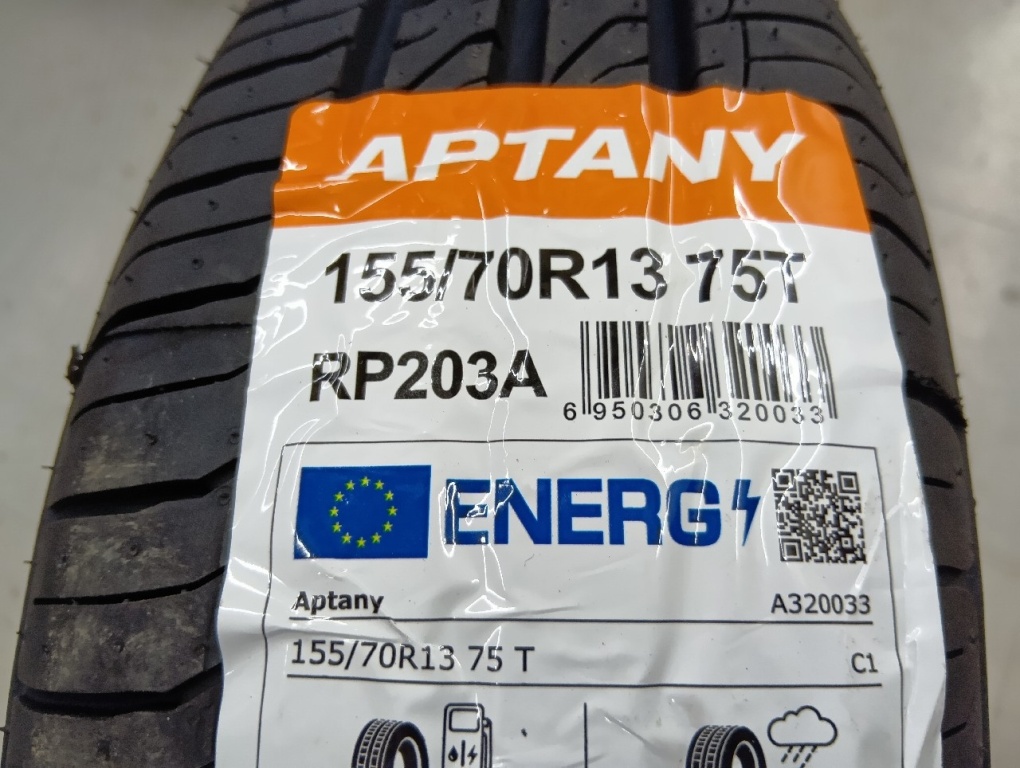 APTANY
155/70R13 75T
RP203A
6 950306 320033
ENERG
Aptany A320033
155/70R13 75 T C1